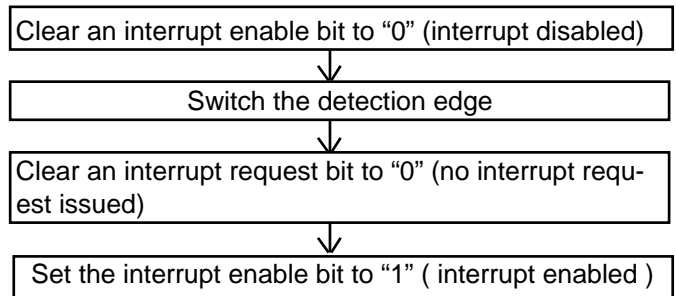 Clear an interrupt enable bit to “0” (interrupt disabled)
Switch the detection edge
Clear an interrupt request bit to “0” (no interrupt requ-
est issued)
Set the interrupt enable bit to “1” ( interrupt enabled )